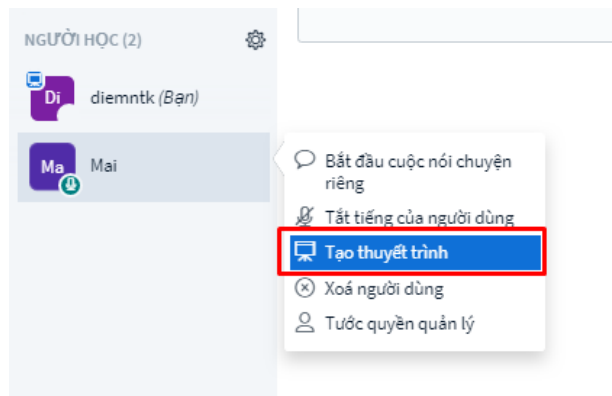 NGƯỜI HỌC (2)
Di diemntk (Bạn)
Ma Mai
Bắt đầu cuộc nói chuyện
riêng
Tắt tiếng của người dùng
Tạo thuyết trình
Xoá người dùng
Tước quyền quản lý